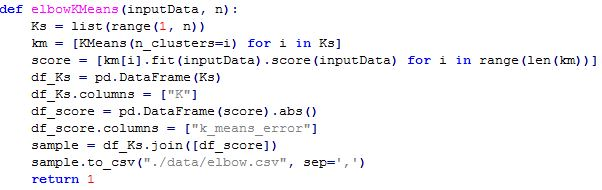 def elbowKMeans(inputData, n):
    Ks = list(range(1, n))
    km = [KMeans(n_clusters=i) for i in Ks]
    score = [km[i].fit(inputData).score(inputData) for i in range(len(km))]
    df_Ks = pd.DataFrame(Ks)
    df_Ks.columns = ["K"]
    df_score = pd.DataFrame(score).abs()
    df_score.columns = ["k_means_error"]
    sample = df_Ks.join([df_score])
    sample.to_csv("./data/elbow.csv", sep=',')
    return 1